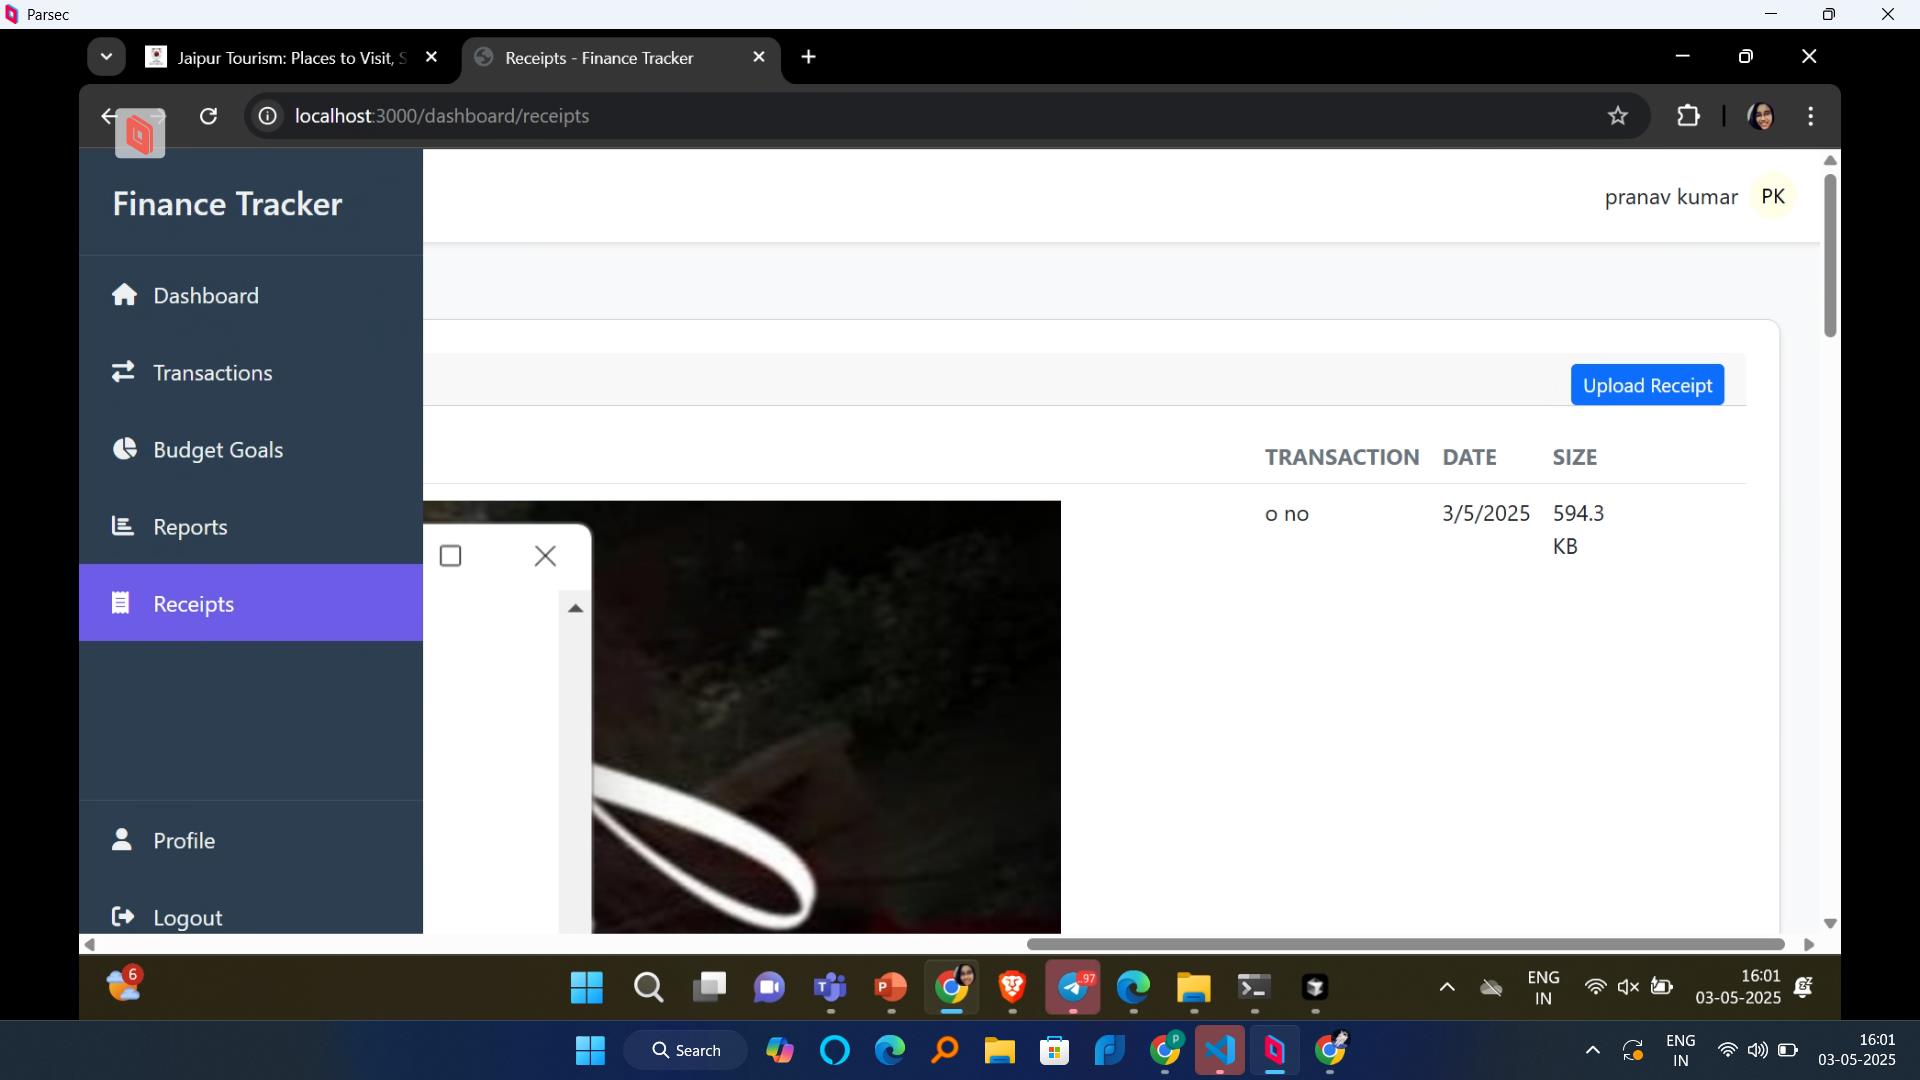 Parsec
Jaipur Tourism: Places to Visit, S
Receipts - Finance Tracker
localhost:3000/dashboard/receipts
Finance Tracker
pranav kumar PK
Dashboard
Transactions
Budget Goals
Reports
Receipts
Profile
Logout
Upload Receipt
TRANSACTION DATE SIZE
o no 3/5/2025 594.3
KB
6
97
ENG
IN
16:01
03-05-2025
Search
P
ENG
IN
16:01
03-05-2025